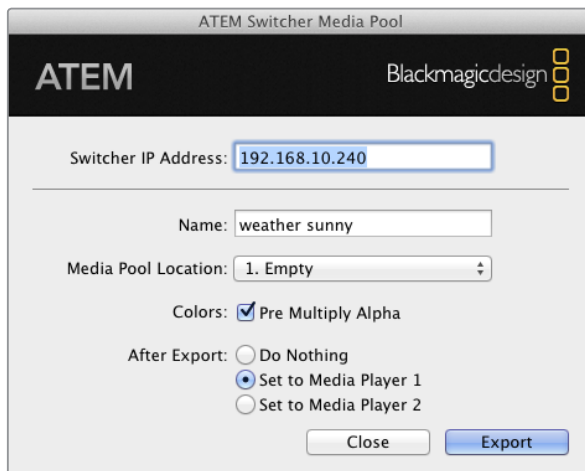 ATEM Switcher Media Pool
ATEM Blackmagicdesign
Switcher IP Address: 192.168.10.240
Name: weather sunny
Media Pool Location: 1. Empty
Colors: Pre Multiply Alpha
After Export: Do Nothing
Set to Media Player 1
Set to Media Player 2
Close Export